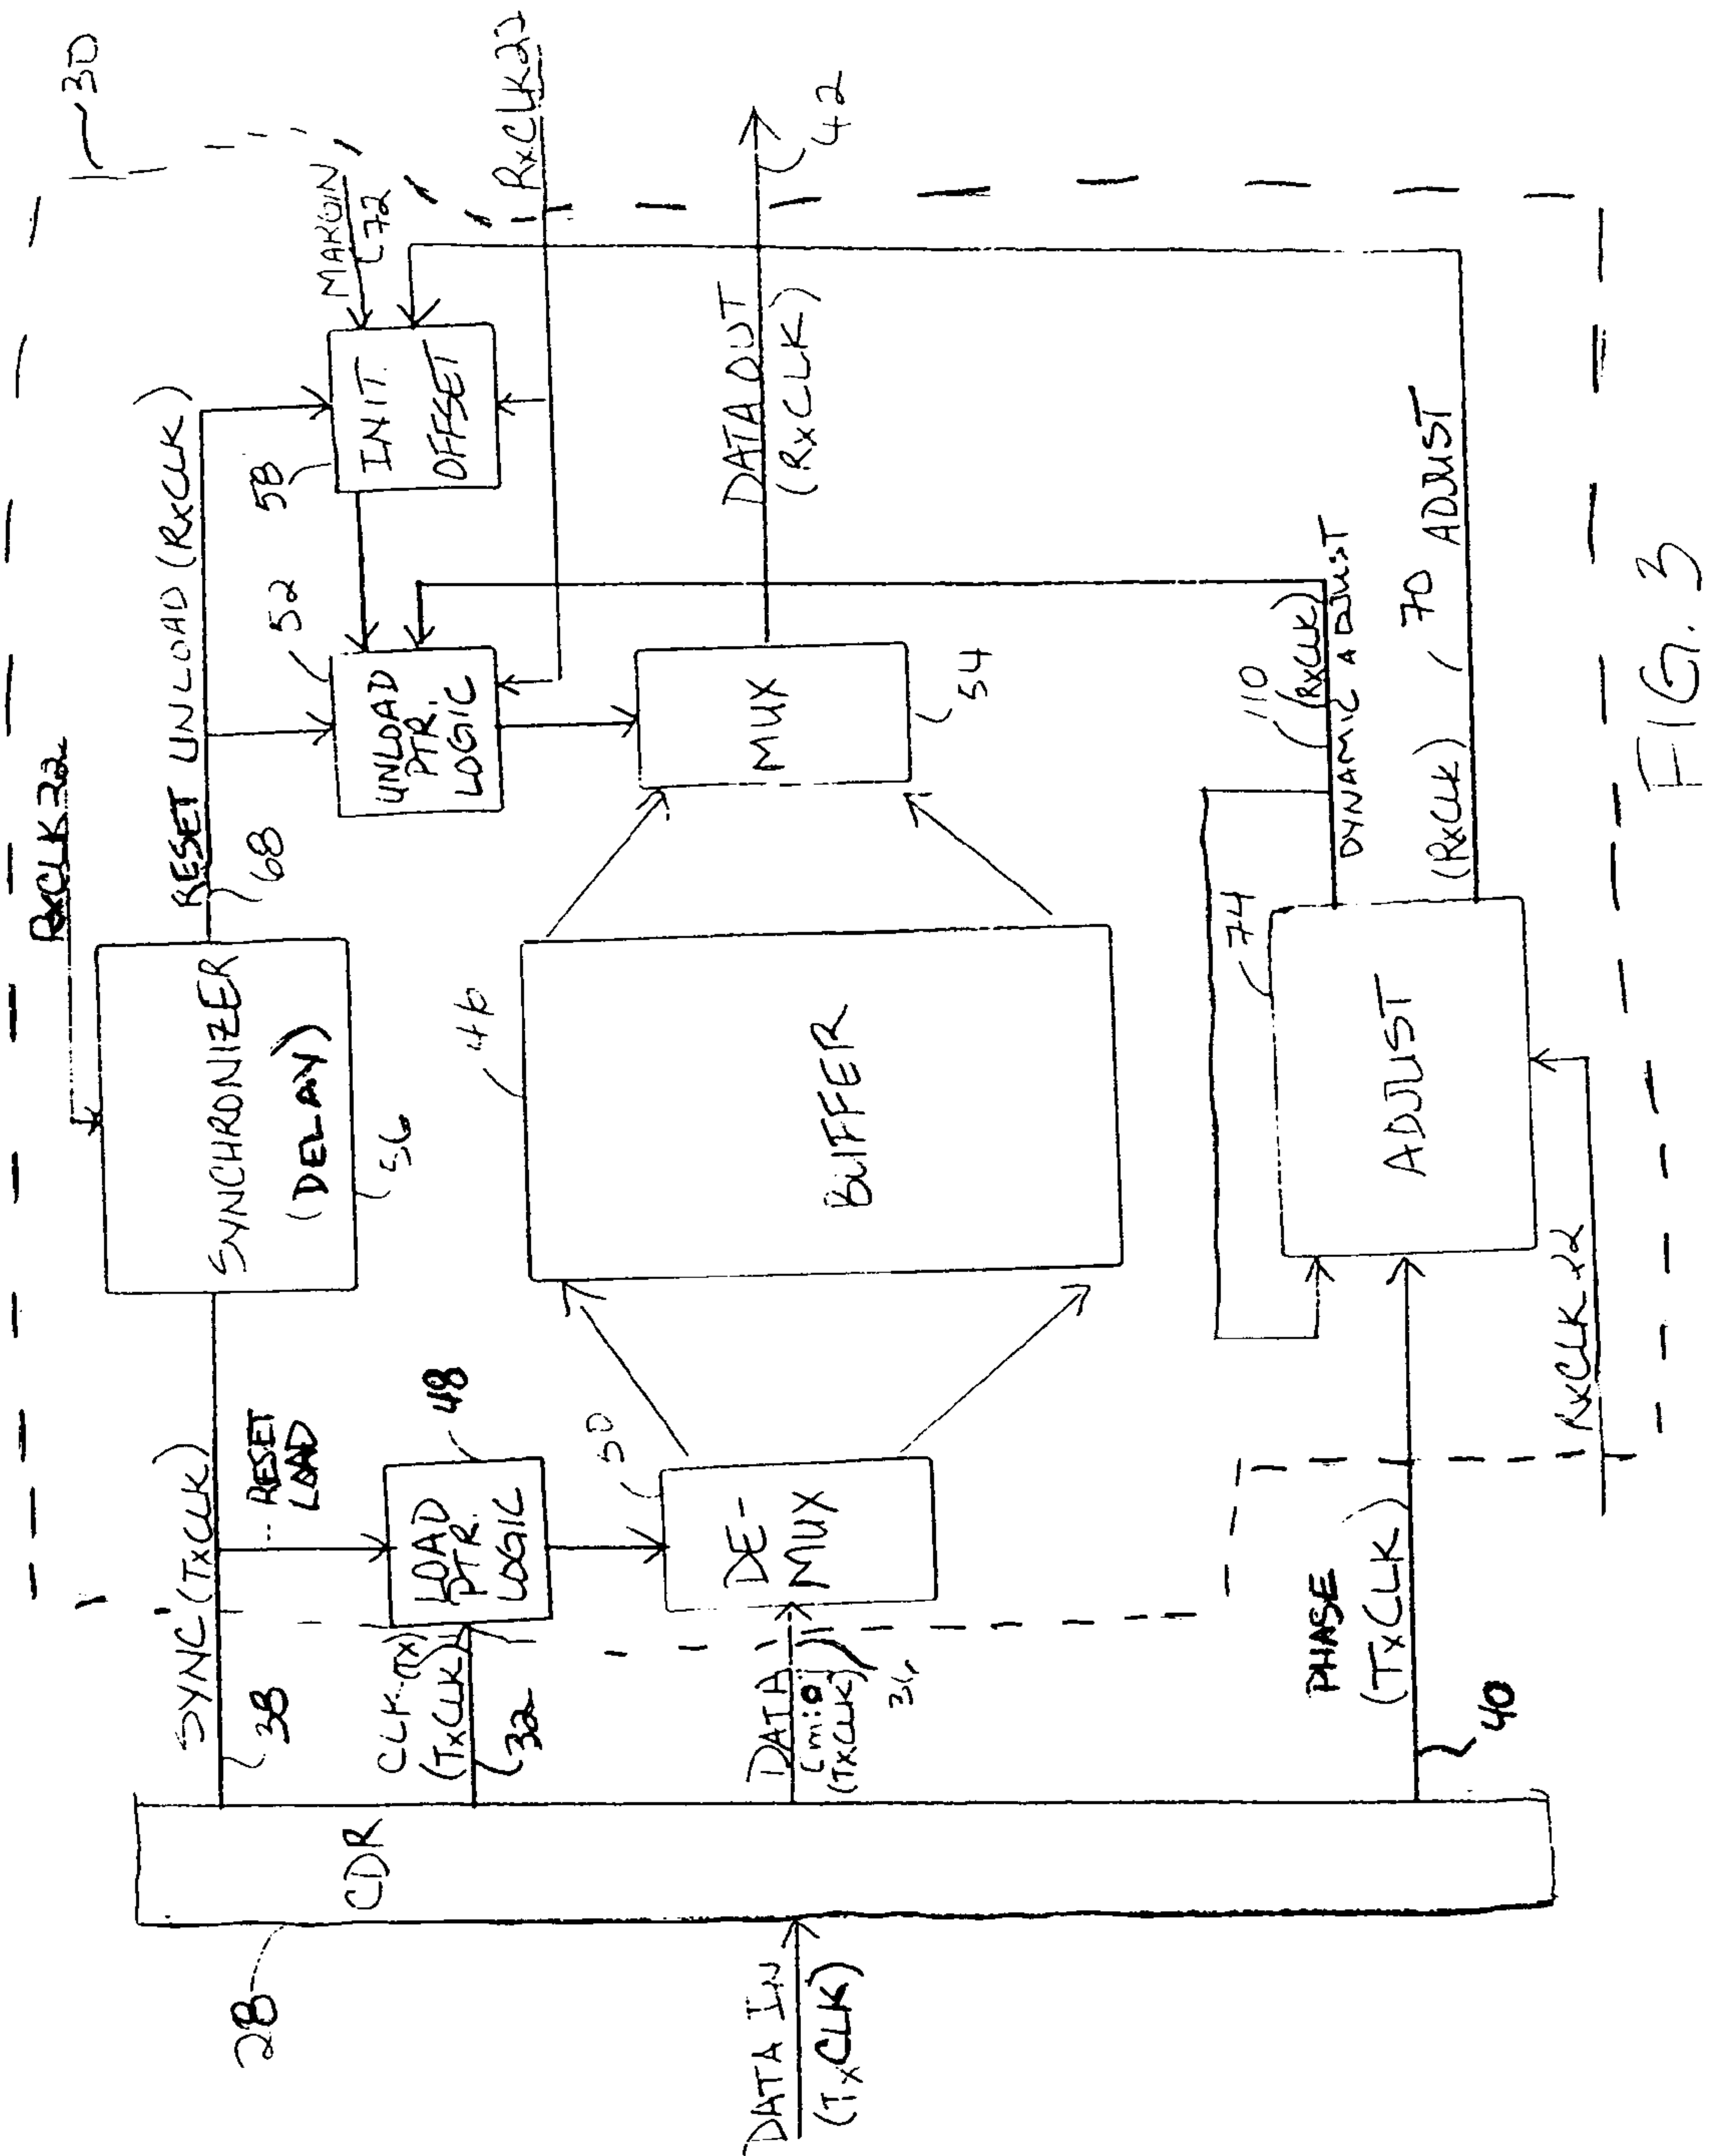 30
RxCLK 22
SYNC (TxCLK)
38
RESET
LOAD
SYNCHRONIZER
(DELAY)
56
RESET UNLOAD (RxCLK)
68
MARGIN
72
28
CDR
CLK (Tx)
(TxCLK)
32
LOAD
PTR.
LOGIC
48
UNLOAD
PTR.
LOGIC
52
INIT.
OFFSET
58
RxCLK 22
DATA IN
(TxCLK)
DATA
[m:0]
(TxCLK)
36
DE-
MUX
50
BUFFER
46
MUX
54
DATA OUT
(RxCLK)
42
PHASE
(TxCLK)
40
ADJUST
74
110
(RxCLK)
DYNAMIC ADJUST
(RxCLK)
70 ADJUST
RxCLK 22
FIG. 3